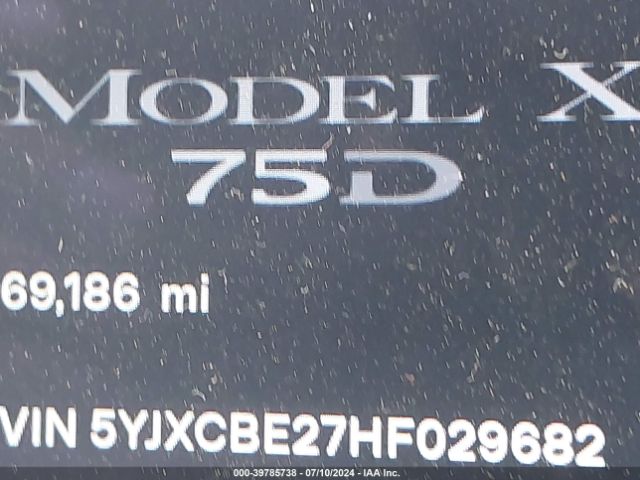 MODEL X
75D
69,186 mi
VIN 5YJXCBE27HF029682
000-39785738 - 07/10/2024 - IAA Inc.